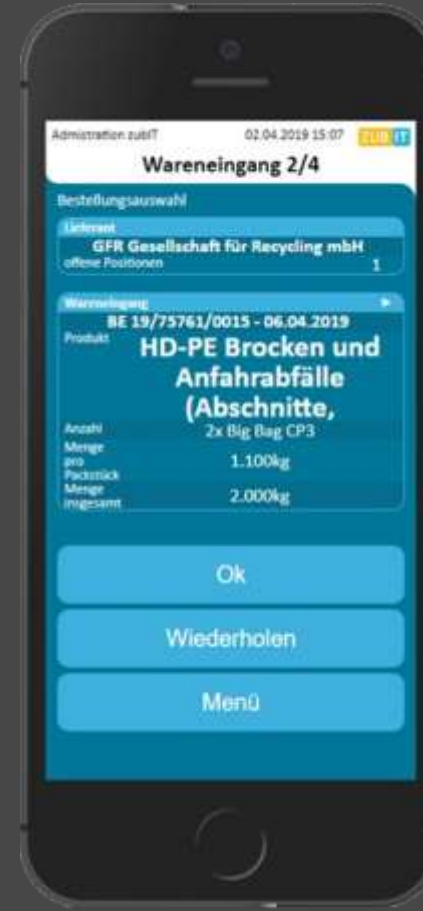 Admistration zubIT 02.04.2019 15:07 ZUB IT
Wareneingang 2/4
Bestellungsauswahl
Lieferant
GFR Gesellschaft für Recycling mbH
offene Positionen 1
Wareneingang
BE 19/75761/0015 - 06.04.2019
Produkt HD-PE Brocken und
Anfahrabfälle
(Abschnitte,
Anzahl 2x Big Bag CP3
Menge
pro 1.100kg
Packstück
Menge
insgesamt 2.000kg
Ok
Wiederholen
Menü